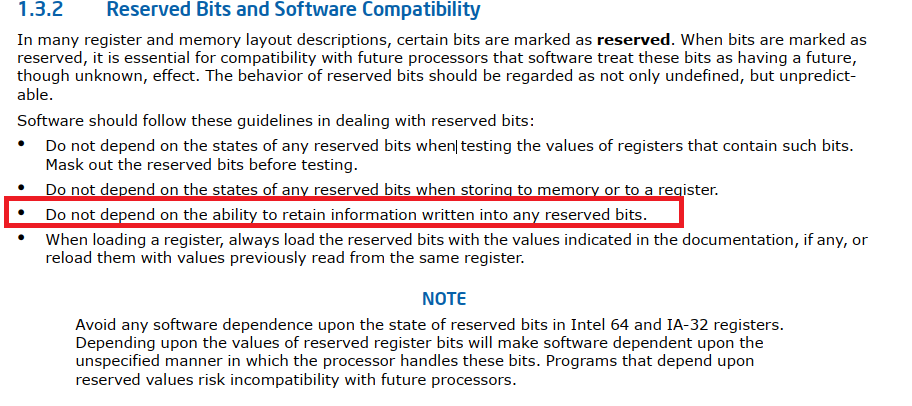 1.3.2 Reserved Bits and Software Compatibility
In many register and memory layout descriptions, certain bits are marked as reserved. When bits are marked as
reserved, it is essential for compatibility with future processors that software treat these bits as having a future,
though unknown, effect. The behavior of reserved bits should be regarded as not only undefined, but unpredict-
able.
Software should follow these guidelines in dealing with reserved bits:
• Do not depend on the states of any reserved bits when testing the values of registers that contain such bits.
Mask out the reserved bits before testing.
• Do not depend on the states of any reserved bits when storing to memory or to a register.
• Do not depend on the ability to retain information written into any reserved bits.
• When loading a register, always load the reserved bits with the values indicated in the documentation, if any, or
reload them with values previously read from the same register.
NOTE
Avoid any software dependence upon the state of reserved bits in Intel 64 and IA-32 registers.
Depending upon the values of reserved register bits will make software dependent upon the
unspecified manner in which the processor handles these bits. Programs that depend upon
reserved values risk incompatibility with future processors.